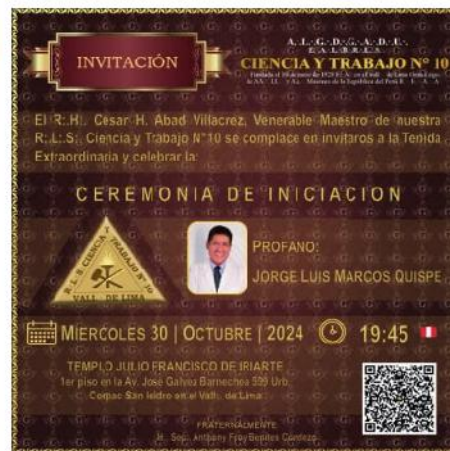 INVITACIÓN
A∴L∴G∴D∴G∴A∴D∴U∴
CIENCIA Y TRABAJO Nº 10
El R∴H∴ Cesar H. Abad Villacrez, Venerable Maestro de nuestra
R∴L∴S∴ Ciencia y Trabajo N°10 se complace en invitaros a la Tenida
Extraordinaria y celebrar la:
CEREMONIA DE INICIACION
R L S CIENCIA Y TRABAJO Nº 10
VALL. DE LIMA
PROFANO:
JORGE LUIS MARCOS QUISPE
MIERCOLES 30 | OCTUBRE | 2024 19:45
TEMPLO JULIO FRANCISCO DE IRIARTE
1er piso en la Av. Jose Galvez Barnechea 599 Urb.
Corpac San Isidro en el Vall∴ de Lima
FRATERNALMENTE